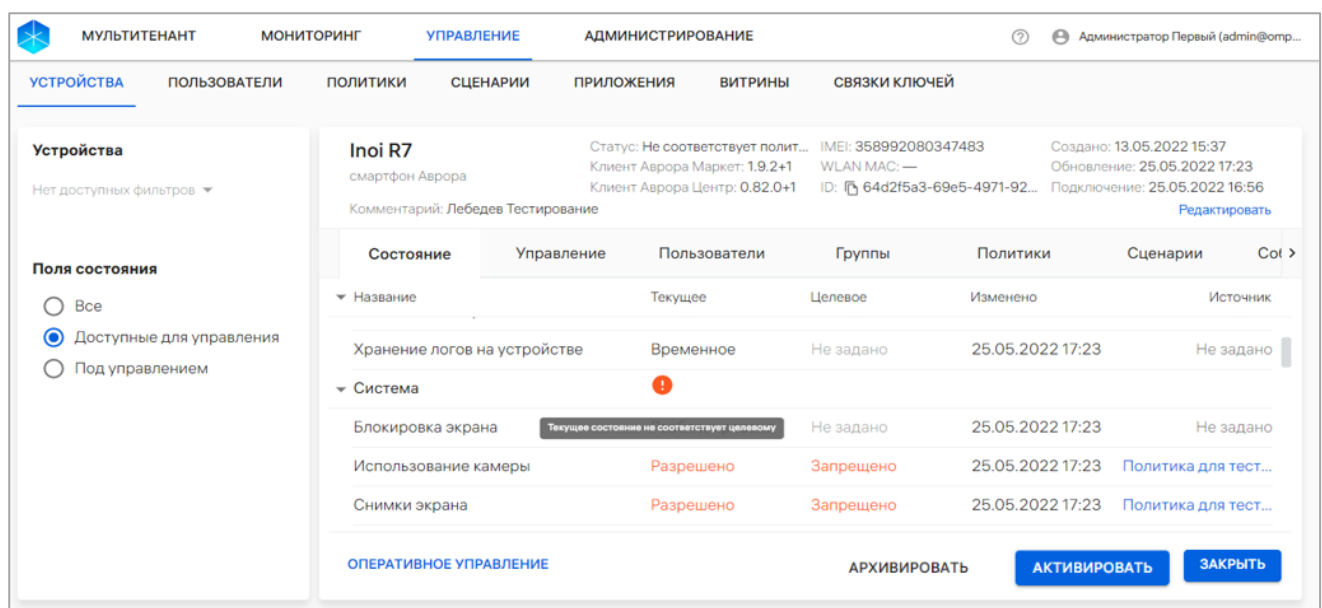 МУЛЬТИТЕНАНТ МОНИТОРИНГ УПРАВЛЕНИЕ АДМИНИСТРИРОВАНИЕ Администратор Первый (admin@omp...
УСТРОЙСТВА ПОЛЬЗОВАТЕЛИ ПОЛИТИКИ СЦЕНАРИИ ПРИЛОЖЕНИЯ ВИТРИНЫ СВЯЗКИ КЛЮЧЕЙ
Устройства
Нет доступных фильтров
Поля состояния
Все
Доступные для управления
Под управлением
Inoi R7
смартфон Аврора
Статус: Не соответствует полит...
Клиент Аврора Маркет: 1.9.2+1
Клиент Аврора Центр: 0.82.0+1
IMEI: 358992080347483
WLAN MAC: —
ID: 64d2f5a3-69e5-4971-92...
Создано: 13.05.2022 15:37
Обновление: 25.05.2022 17:23
Подключение: 25.05.2022 16:56
Комментарий: Лебедев Тестирование
Редактировать
Состояние Управление Пользователи Группы Политики Сценарии
Название Текущее Целевое Изменено Источник
Хранение логов на устройстве Временное Не задано 25.05.2022 17:23 Не задано
Система
Блокировка экрана Текущее состояние не соответствует целевому Не задано 25.05.2022 17:23 Не задано
Использование камеры Разрешено Запрещено 25.05.2022 17:23 Политика для тест...
Снимки экрана Разрешено Запрещено 25.05.2022 17:23 Политика для тест...
ОПЕРАТИВНОЕ УПРАВЛЕНИЕ АРХИВИРОВАТЬ АКТИВИРОВАТЬ ЗАКРЫТЬ